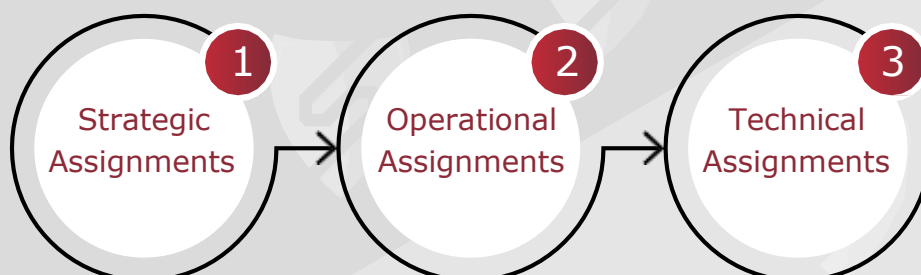 1
Strategic
Assignments
2
Operational
Assignments
3
Technical
Assignments